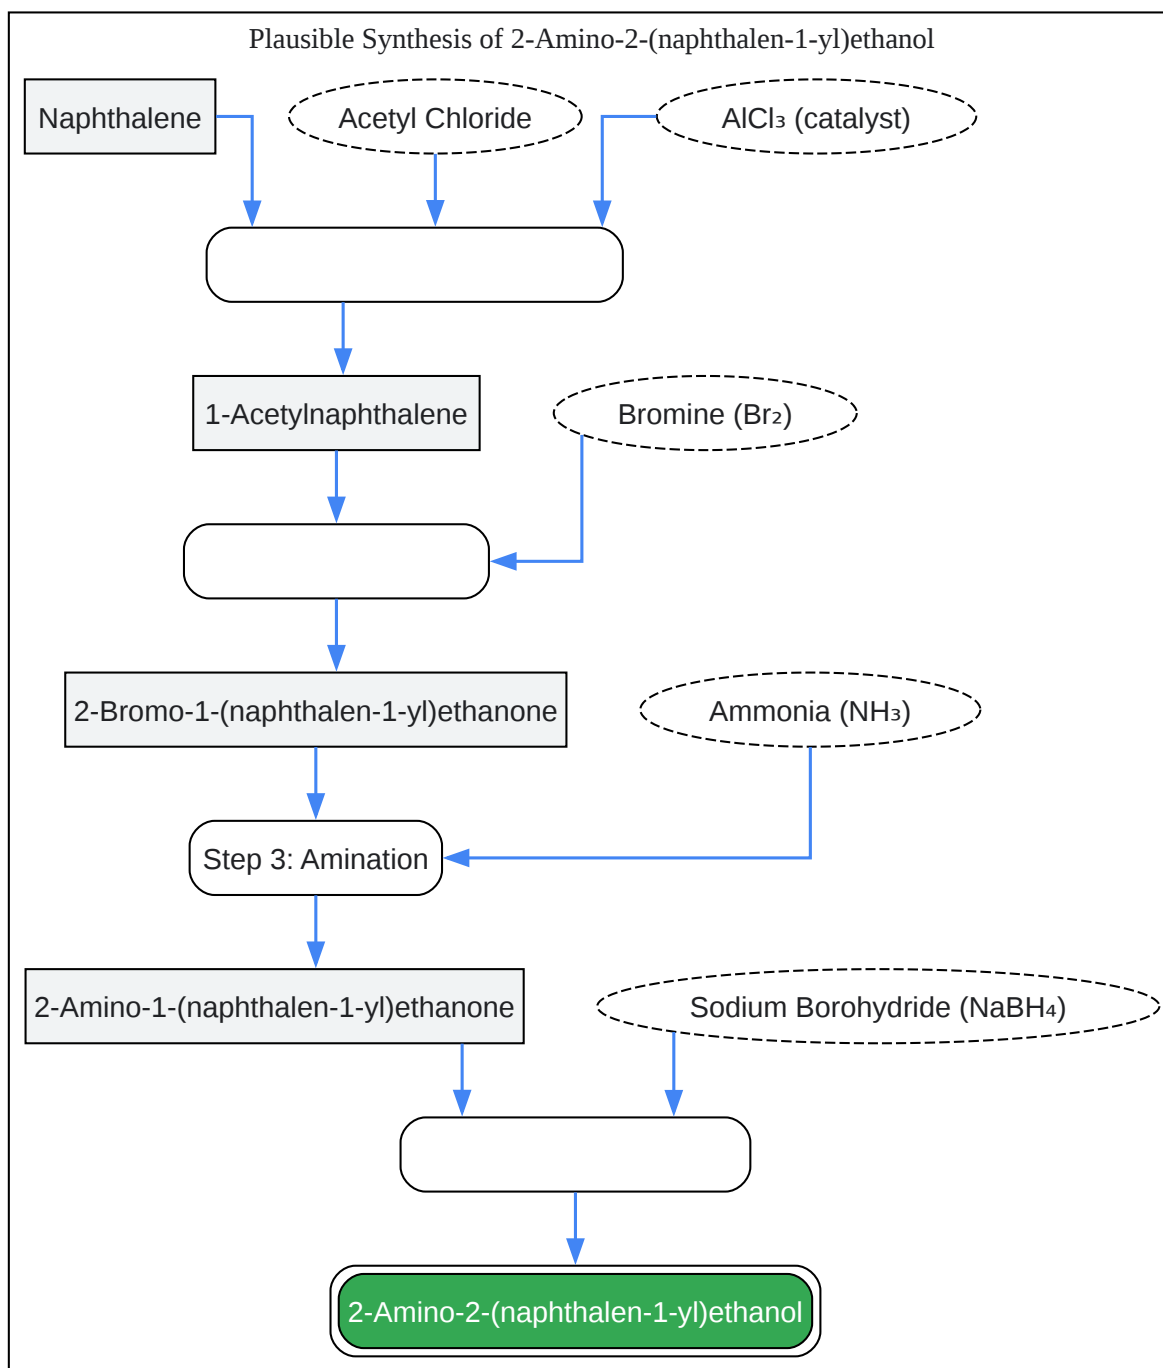 Plausible Synthesis of 2-Amino-2-(naphthalen-1-yl)ethanol
Naphthalene
Acetyl Chloride
AlCl₃ (catalyst)
1-Acetylnaphthalene
Bromine (Br₂)
2-Bromo-1-(naphthalen-1-yl)ethanone
Ammonia (NH₃)
Step 3: Amination
2-Amino-1-(naphthalen-1-yl)ethanone
Sodium Borohydride (NaBH₄)
2-Amino-2-(naphthalen-1-yl)ethanol